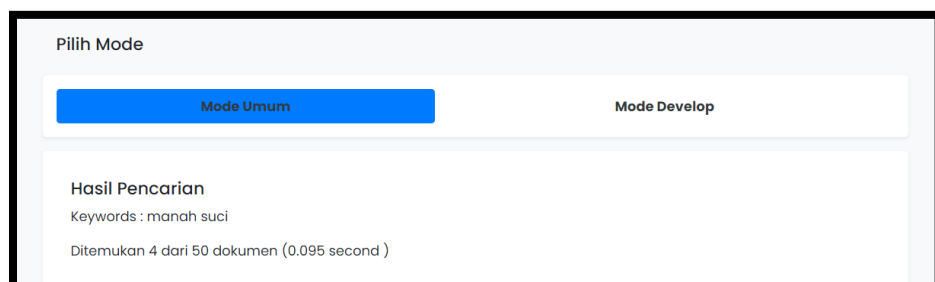 Pilih Mode
Mode Umum Mode Develop
Hasil Pencarian
Keywords : manah suci
Ditemukan 4 dari 50 dokumen (0.095 second )